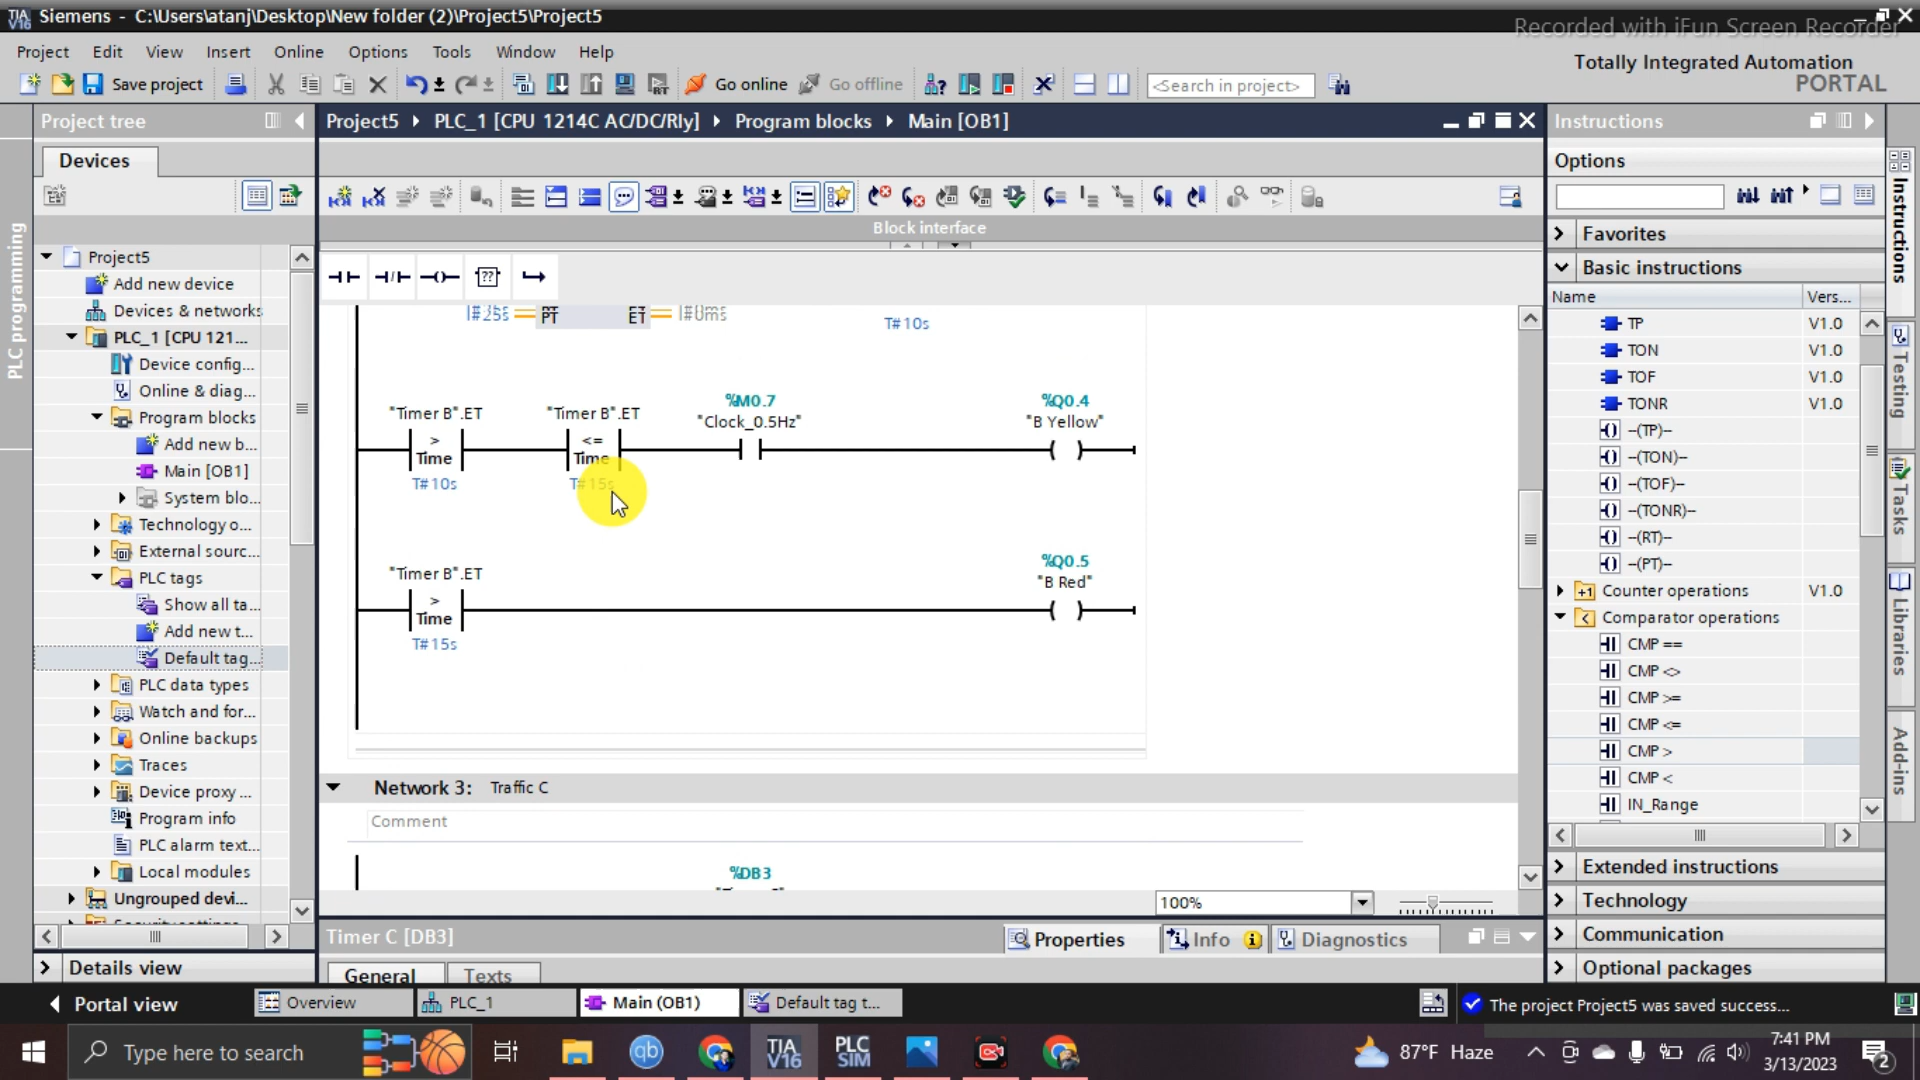 TIA V16 Siemens - C:\Users\atanj\Desktop\New folder (2)\Project5\Project5
Recorded with iFun Screen Recorder
Project Edit View Insert Online Options Tools Window Help
Totally Integrated Automation
PORTAL
Save project Go online Go offline <Search in project>
Project tree
Project5 PLC_1 [CPU 1214C AC/DC/Rly] Program blocks Main [OB1]
Instructions
Devices
Options
Block interface
PLC programming
Project5
Add new device
Devices & networks
PLC_1 [CPU 121...
Device config...
Online & diag...
Program blocks
Add new b...
Main [OB1]
System blo...
Technology o...
External sourc...
PLC tags
Show all ta...
Add new t...
Default tag...
PLC data types
Watch and for...
Online backups
Traces
Device proxy ...
Program info
PLC alarm text...
Local modules
Ungrouped devi...
Details view
??
T#25s PT ET T#0ms
T#10s
"Timer B".ET "Timer B".ET %M0.7 "Clock_0.5Hz" %Q0.4 "B Yellow"
> Time <= Time
T#10s T#15s
"Timer B".ET %Q0.5 "B Red"
> Time
T#15s
Network 3: Traffic C
Comment
%DB3
100%
Timer C [DB3]
Properties Info Diagnostics
General Texts
Favorites
Basic instructions
Name Vers...
TP V1.0
TON V1.0
TOF V1.0
TONR V1.0
–(TP)–
–(TON)–
–(TOF)–
–(TONR)–
–(RT)–
–(PT)–
Counter operations V1.0
Comparator operations
CMP ==
CMP <>
CMP >=
CMP <=
CMP >
CMP <
IN_Range
Extended instructions
Technology
Communication
Optional packages
Instructions
Testing
Tasks
Libraries
Add-ins
Portal view Overview PLC_1 Main (OB1) Default tag t... The project Project5 was saved success...
Type here to search
qb
TIA V16
PLC SIM
87°F Haze
7:41 PM
3/13/2023
2